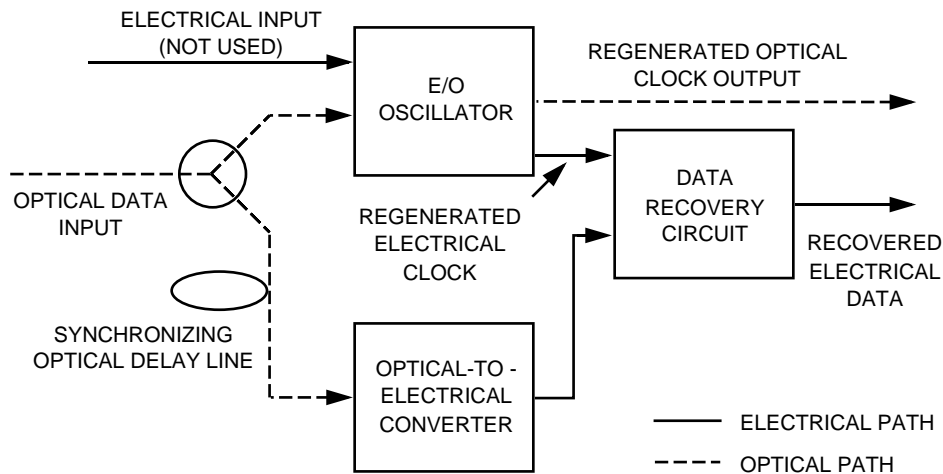 ELECTRICAL INPUT
(NOT USED)
E/O
OSCILLATOR
REGENERATED OPTICAL
CLOCK OUTPUT
OPTICAL DATA
INPUT
REGENERATED
ELECTRICAL
CLOCK
DATA
RECOVERY
CIRCUIT
RECOVERED
ELECTRICAL
DATA
SYNCHRONIZING
OPTICAL DELAY LINE
OPTICAL-TO -
ELECTRICAL
CONVERTER
ELECTRICAL PATH
OPTICAL PATH